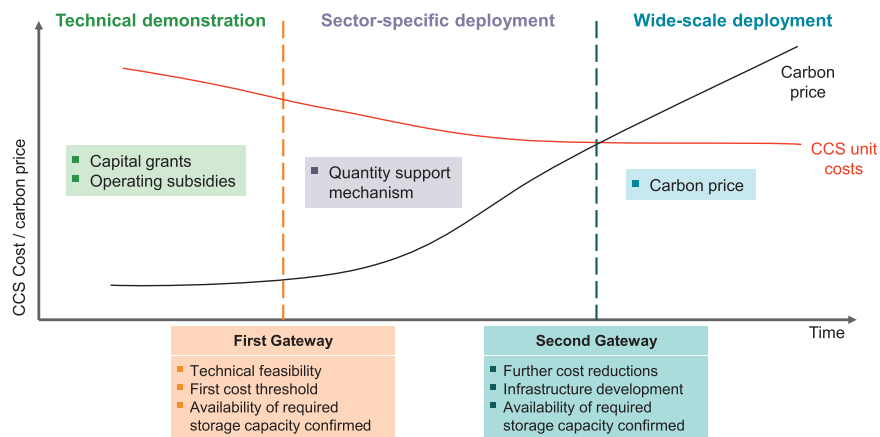 Technical demonstration
Sector-specific deployment
Wide-scale deployment
CCS Cost / carbon price
Carbon
price
CCS unit
costs
Capital grants
Operating subsidies
Quantity support
mechanism
Carbon price
Time
First Gateway
Technical feasibility
First cost threshold
Availability of required
storage capacity confirmed
Second Gateway
Further cost reductions
Infrastructure development
Availability of required
storage capacity confirmed